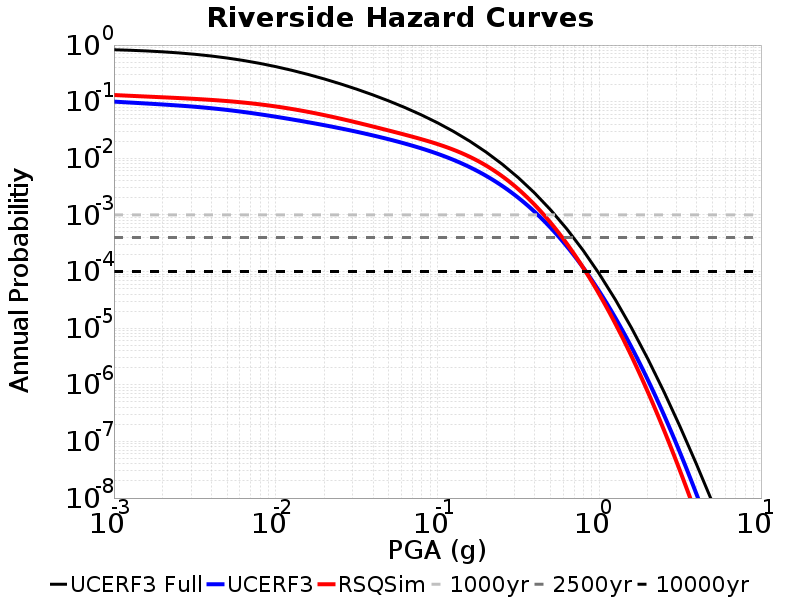 Riverside Hazard Curves
Annual Probabilitiy
10^0
10^-1
10^-2
10^-3
10^-4
10^-5
10^-6
10^-7
10^-8
10^-3 10^-2 10^-1 10^0 10^1
PGA (g)
UCERF3 Full UCERF3 RSQSim 1000yr 2500yr 10000yr